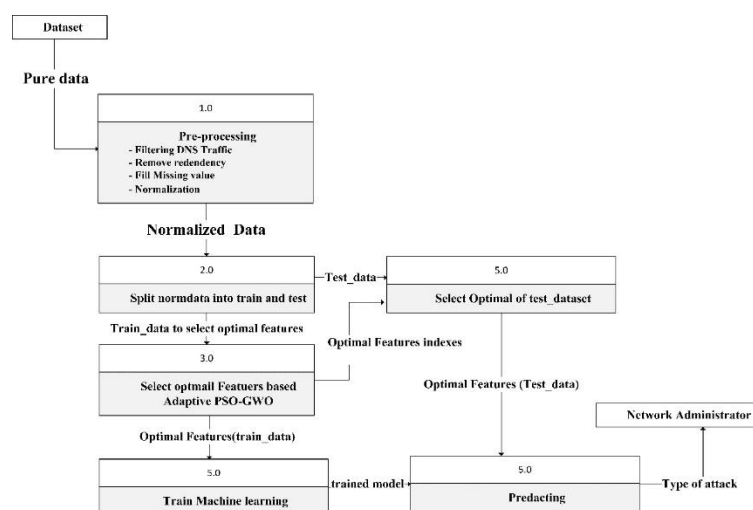 Dataset
Pure data
1.0
Pre-processing
- Filtering DNS Traffic
- Remove redendency
- Fill Missing value
- Normalization
Normalized Data
2.0
Split normdata into train and test
Test_data
5.0
Select Optimal of test_dataset
Train_data to select optimal features
Optimal Features indexes
3.0
Select optmail Featuers based
Adaptive PSO-GWO
Optimal Features (Test_data)
Network Administrator
Optimal Features(train_data)
5.0
Train Machine learning
trained model
5.0
Predacting
Type of attack